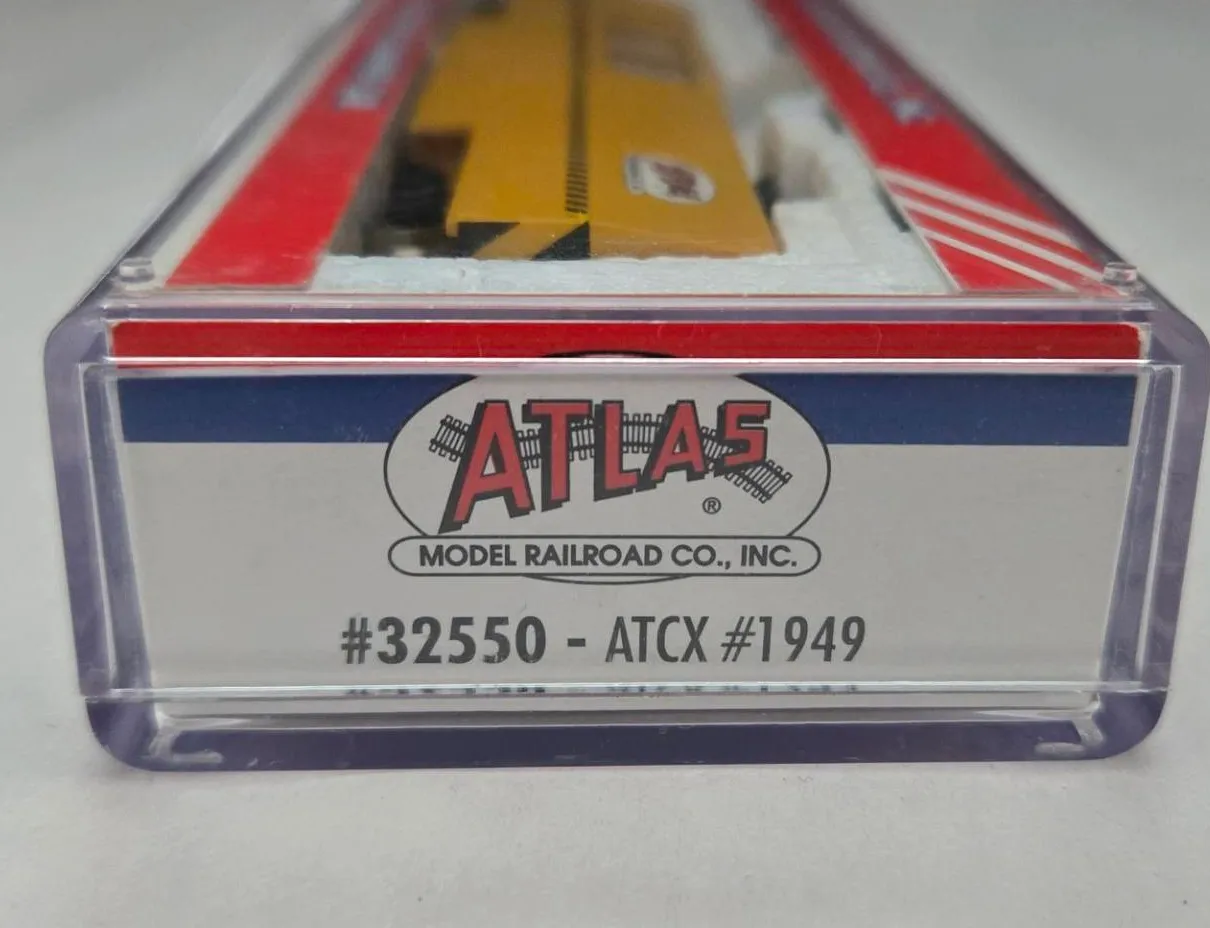 ATLAS
®
MODEL RAILROAD CO., INC.
#32550 - ATCX #1949